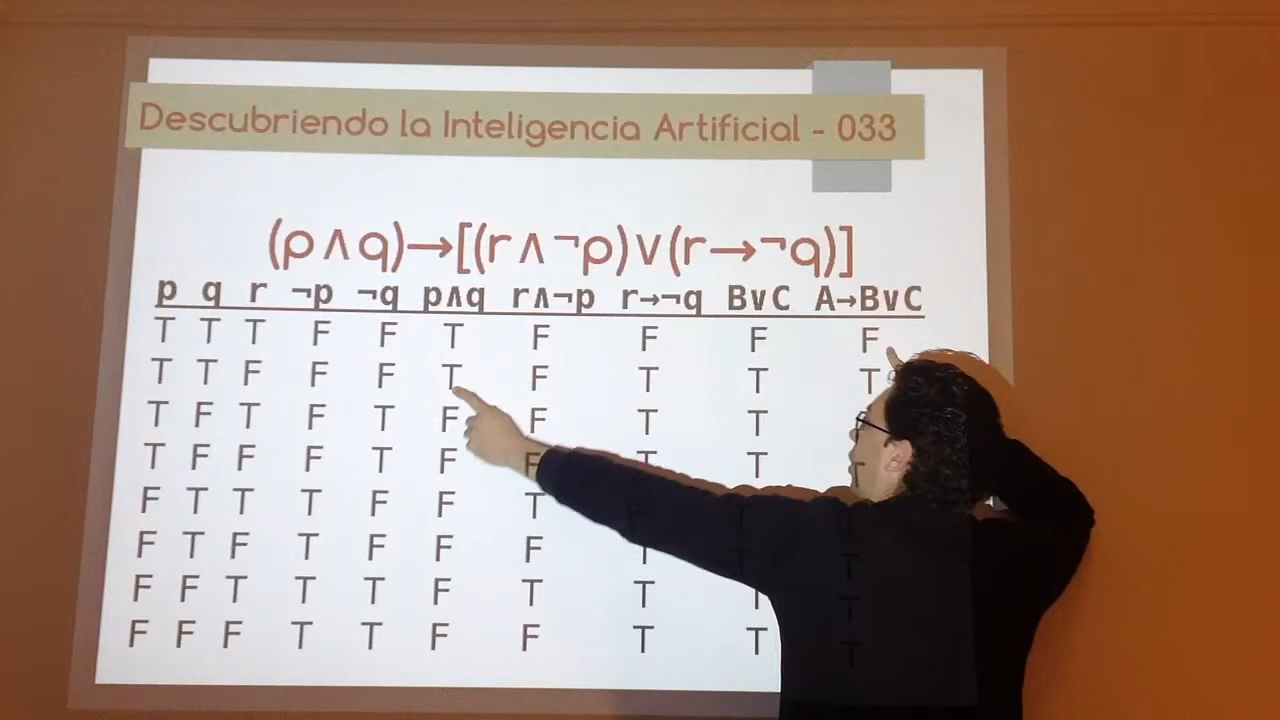 Descubriendo la Inteligencia Artificial - 033
(p∧q)→[(r∧¬p)∨(r→¬q)]
p q r ¬p ¬q p∧q r∧¬p r→¬q B∨C A→B∨C
T T T F F T F F F F
T T F F F T F T T T
T F T F T F F T T
T F F F T F F T T T
F T T T F F T T T
F T F T F F F T T T
F F T T T F T T T T
F F F T T F F T T T